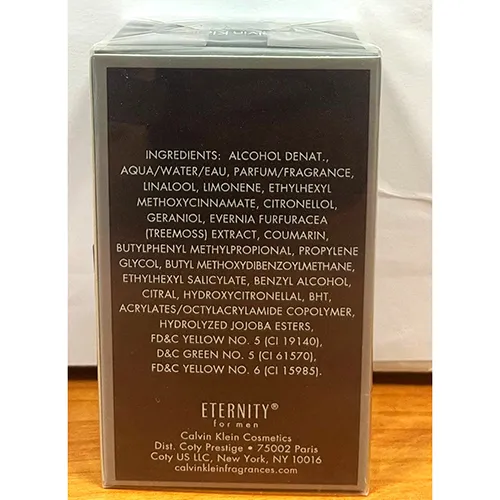 INGREDIENTS: ALCOHOL DENAT.,
AQUA/WATER/EAU, PARFUM/FRAGRANCE,
LINALOOL, LIMONENE, ETHYLHEXYL
METHOXYCINNAMATE, CITRONELLOL,
GERANIOL, EVERNIA FURFURACEA
(TREEMOSS) EXTRACT, COUMARIN,
BUTYLPHENYL METHYLPROPIONAL, PROPYLENE
GLYCOL, BUTYL METHOXYDIBENZOYLMETHANE,
ETHYLHEXYL SALICYLATE, BENZYL ALCOHOL,
CITRAL, HYDROXYCITRONELLAL, BHT,
ACRYLATES/OCTYLACRYLAMIDE COPOLYMER,
HYDROLYZED JOJOBA ESTERS,
FD&C YELLOW NO. 5 (CI 19140),
D&C GREEN NO. 5 (CI 61570),
FD&C YELLOW NO. 6 (CI 15985).
ETERNITY®
for men
Calvin Klein Cosmetics
Dist. Coty Prestige • 75002 Paris
Coty US LLC, New York, NY 10016
calvinkleinfragrances.com